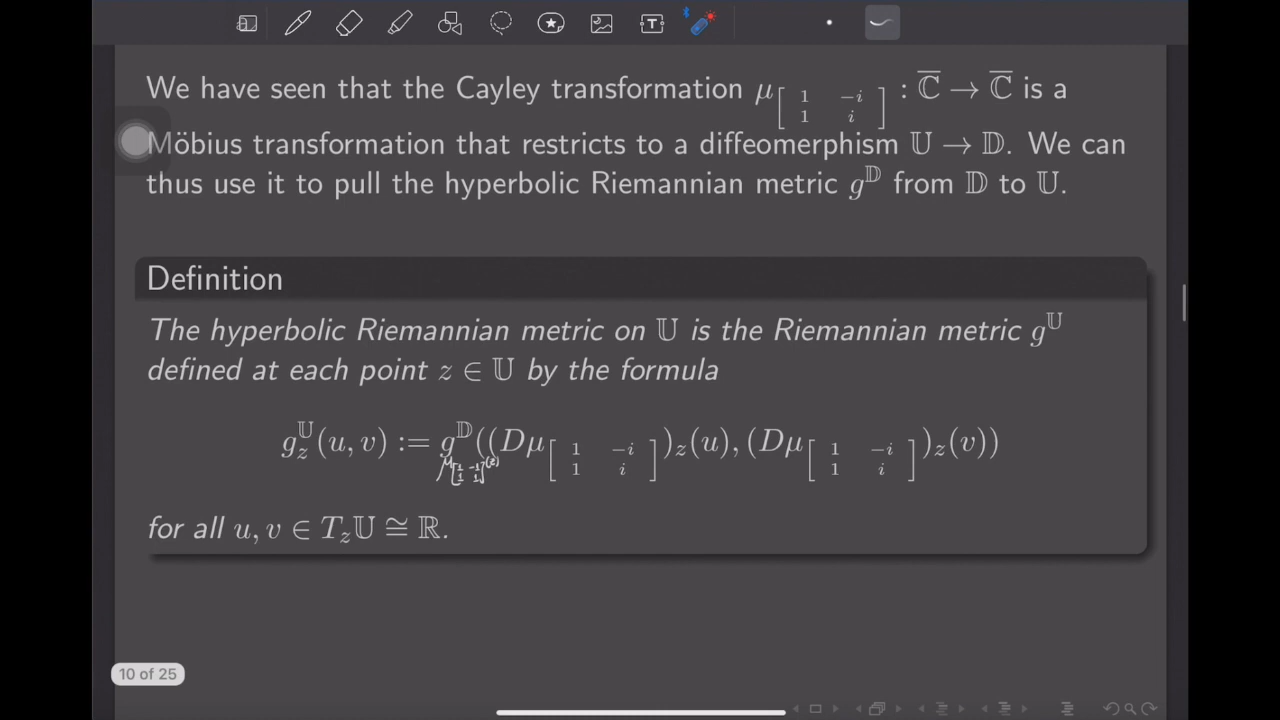 We have seen that the Cayley transformation μ[ 1 −i ; 1 i ] : ℂ̅ → ℂ̅ is a
Möbius transformation that restricts to a diffeomorphism 𝕌 → 𝔻. We can
thus use it to pull the hyperbolic Riemannian metric g^𝔻 from 𝔻 to 𝕌.
Definition
The hyperbolic Riemannian metric on 𝕌 is the Riemannian metric g^𝕌
defined at each point z ∈ 𝕌 by the formula
g_z^𝕌(u, v) := g^𝔻((Dμ[ 1 −i ; 1 i ])_z(u), (Dμ[ 1 −i ; 1 i ])_z(v))
for all u, v ∈ T_z𝕌 ≅ ℝ.
10 of 25